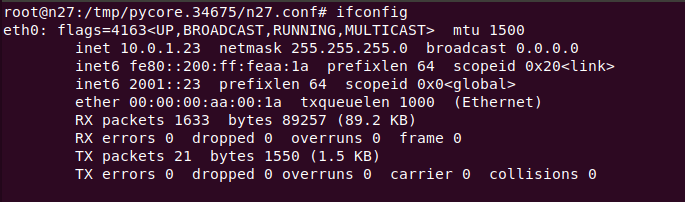 root@n27:/tmp/pycore.34675/n27.conf# ifconfig
eth0: flags=4163<UP,BROADCAST,RUNNING,MULTICAST>  mtu 1500
        inet 10.0.1.23  netmask 255.255.255.0  broadcast 0.0.0.0
        inet6 fe80::200:ff:feaa:1a  prefixlen 64  scopeid 0x20<link>
        inet6 2001::23  prefixlen 64  scopeid 0x0<global>
        ether 00:00:00:aa:00:1a  txqueuelen 1000  (Ethernet)
        RX packets 1633  bytes 89257 (89.2 KB)
        RX errors 0  dropped 0  overruns 0  frame 0
        TX packets 21  bytes 1550 (1.5 KB)
        TX errors 0  dropped 0 overruns 0  carrier 0  collisions 0